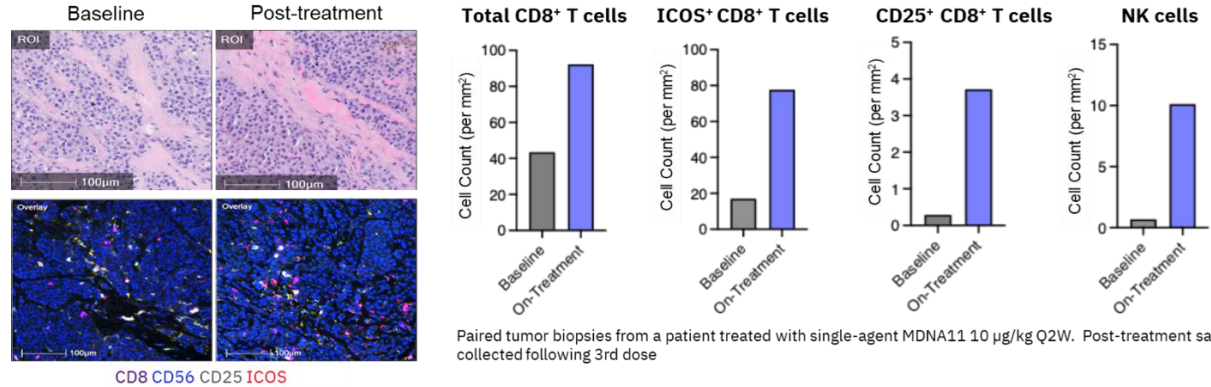 Baseline
Post-treatment
ROI
100µm
ROI
100µm
Overlay
100µm
Overlay
100µm
CD8 CD56 CD25 ICOS
Total CD8⁺ T cells
Cell Count (per mm²)
100
80
60
40
20
0
Baseline
On-Treatment
ICOS⁺ CD8⁺ T cells
Cell Count (per mm²)
100
80
60
40
20
0
Baseline
On-Treatment
CD25⁺ CD8⁺ T cells
Cell Count (per mm²)
5
4
3
2
1
0
Baseline
On-Treatment
NK cells
Cell Count (per mm²)
15
10
5
0
Baseline
On-Treatment
Paired tumor biopsies from a patient treated with single-agent MDNA11 10 µg/kg Q2W. Post-treatment sa
collected following 3rd dose